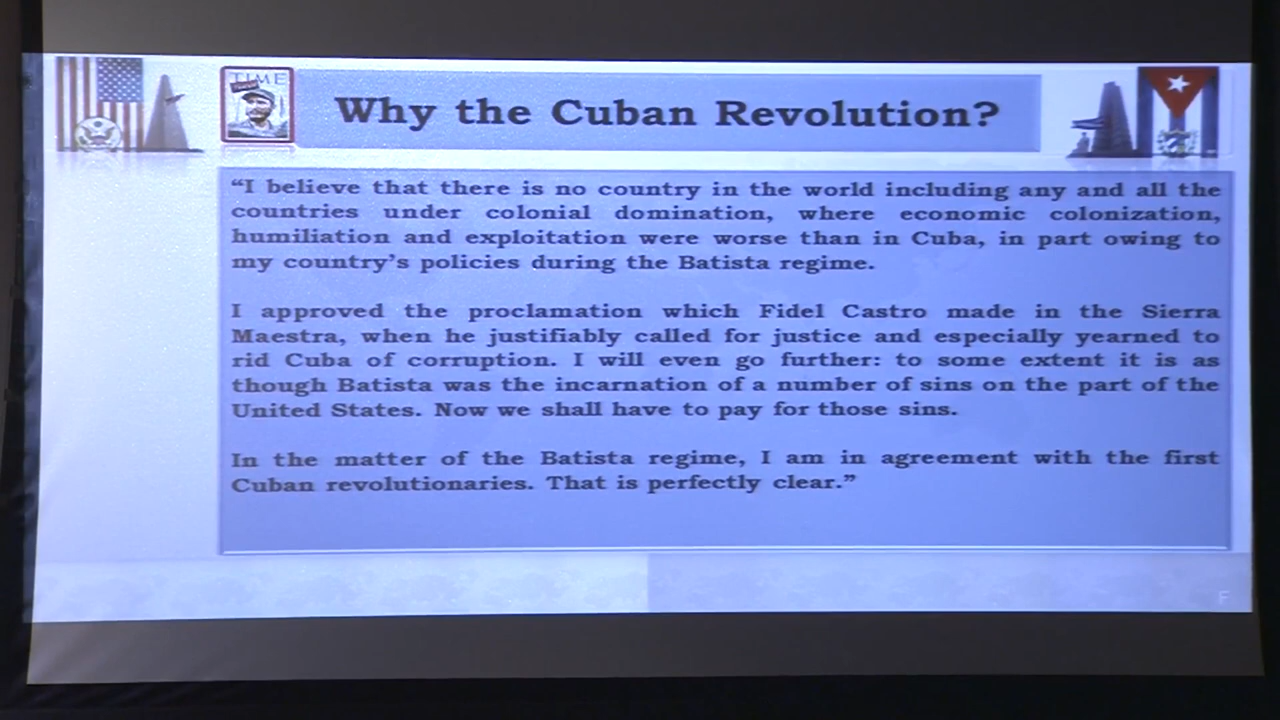 TIME
Why the Cuban Revolution?
“I believe that there is no country in the world including any and all the
countries under colonial domination, where economic colonization,
humiliation and exploitation were worse than in Cuba, in part owing to
my country’s policies during the Batista regime.
I approved the proclamation which Fidel Castro made in the Sierra
Maestra, when he justifiably called for justice and especially yearned to
rid Cuba of corruption. I will even go further: to some extent it is as
though Batista was the incarnation of a number of sins on the part of the
United States. Now we shall have to pay for those sins.
In the matter of the Batista regime, I am in agreement with the first
Cuban revolutionaries. That is perfectly clear.”
F